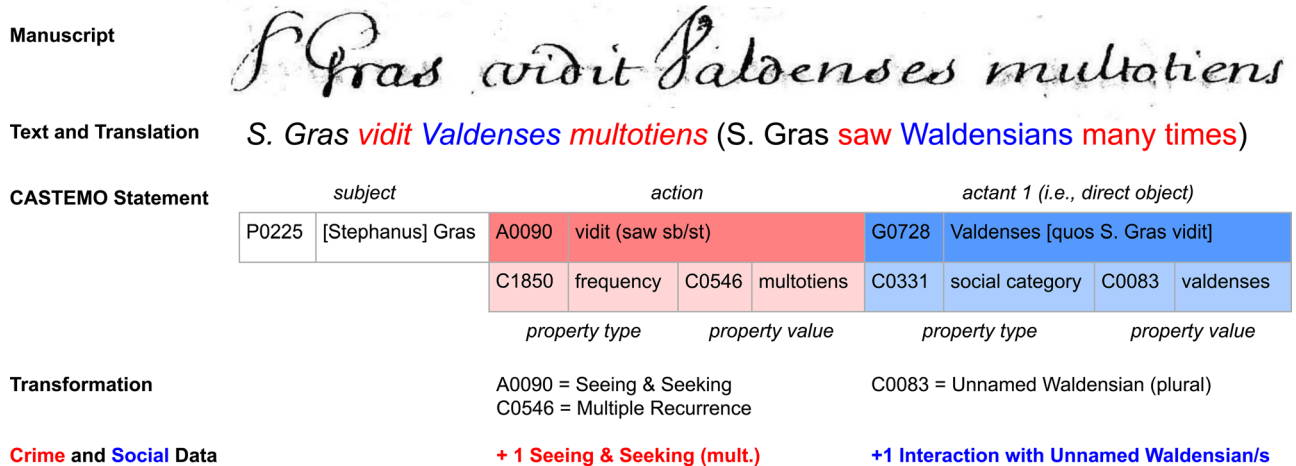 Manuscript S Gras vidit Valdenses multotiens
Text and Translation S. Gras vidit Valdenses multotiens (S. Gras saw Waldensians many times)
CASTEMO Statement subject action actant 1 (i.e., direct object)
P0225 [Stephanus] Gras A0090 vidit (saw sb/st) G0728 Valdenses [quos S. Gras vidit]
C1850 frequency C0546 multotiens C0331 social category C0083 valdenses
property type property value property type property value
Transformation A0090 = Seeing & Seeking C0083 = Unnamed Waldensian (plural)
C0546 = Multiple Recurrence
Crime and Social Data + 1 Seeing & Seeking (mult.) +1 Interaction with Unnamed Waldensian/s